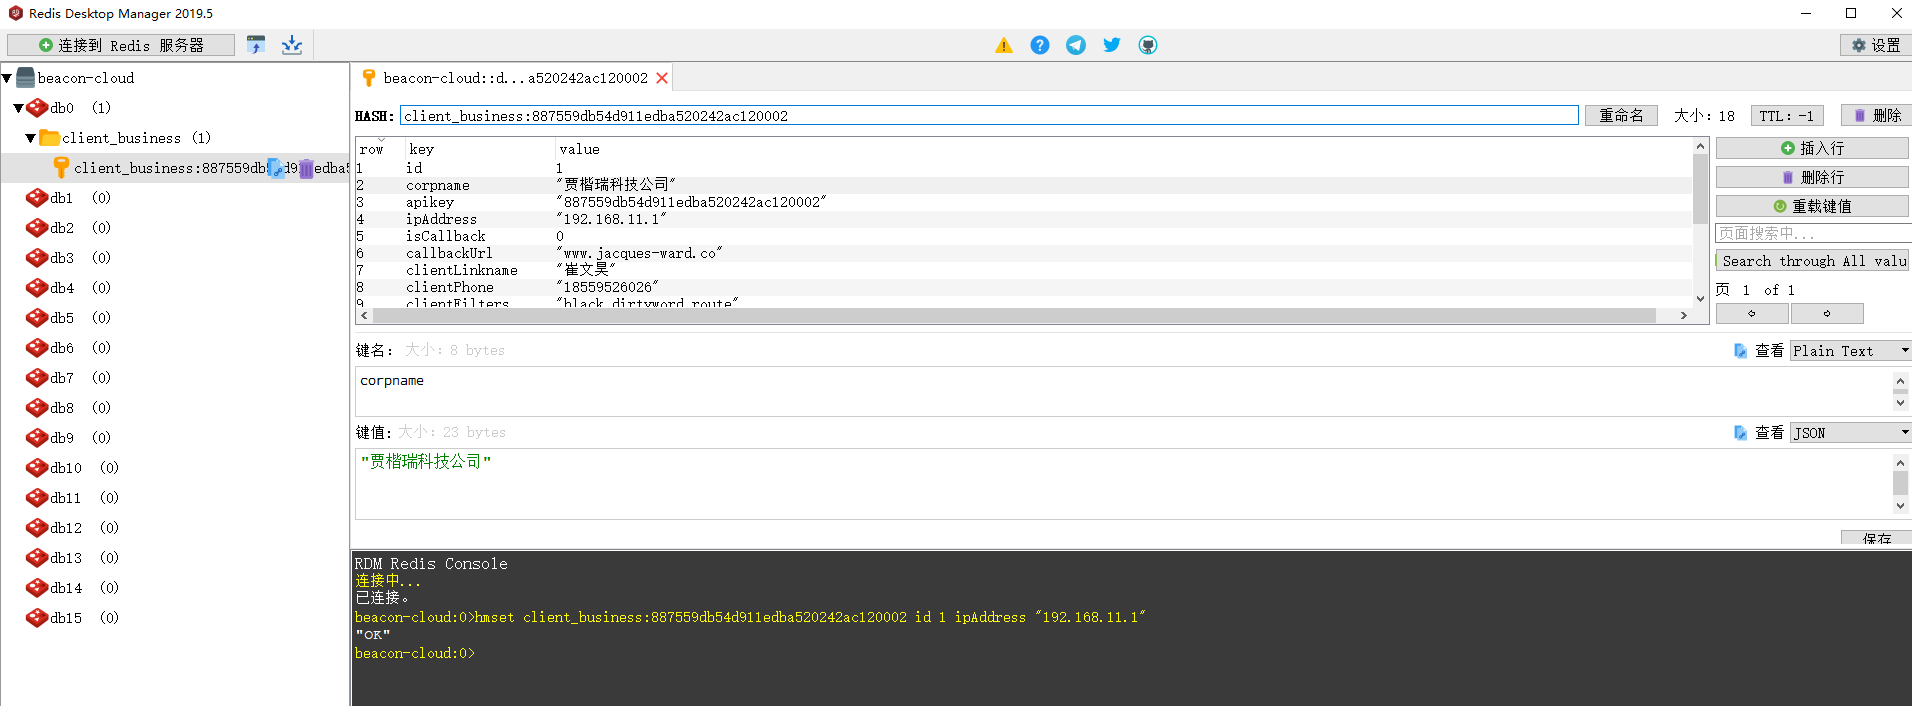 Redis Desktop Manager 2019.5
连接到 Redis 服务器
设置
beacon-cloud
db0 (1)
client_business (1)
client_business:887559db
db1 (0)
db2 (0)
db3 (0)
db4 (0)
db5 (0)
db6 (0)
db7 (0)
db8 (0)
db9 (0)
db10 (0)
db11 (0)
db12 (0)
db13 (0)
db14 (0)
db15 (0)
beacon-cloud::d...a520242ac120002
HASH: client_business:887559db54d911edba520242ac120002 重命名 大小: 18 TTL: -1 删除
row key value
1 id 1
2 corpname "贾楷瑞科技公司"
3 apikey "887559db54d911edba520242ac120002"
4 ipAddress "192.168.11.1"
5 isCallback 0
6 callbackUrl "www.jacques-ward.co"
7 clientLinkname "崔文昊"
8 clientPhone "18559526026"
9 clientFilters "black,dirtyword,route"
插入行
删除行
重载键值
页面搜索中...
Search through All valu
页 1 of 1
键名: 大小: 8 bytes 查看 Plain Text
corpname
键值: 大小: 23 bytes 查看 JSON
"贾楷瑞科技公司"
保存
RDM Redis Console
连接中...
已连接。
beacon-cloud:0>hmset client_business:887559db54d911edba520242ac120002 id 1 ipAddress "192.168.11.1"
"OK"
beacon-cloud:0>